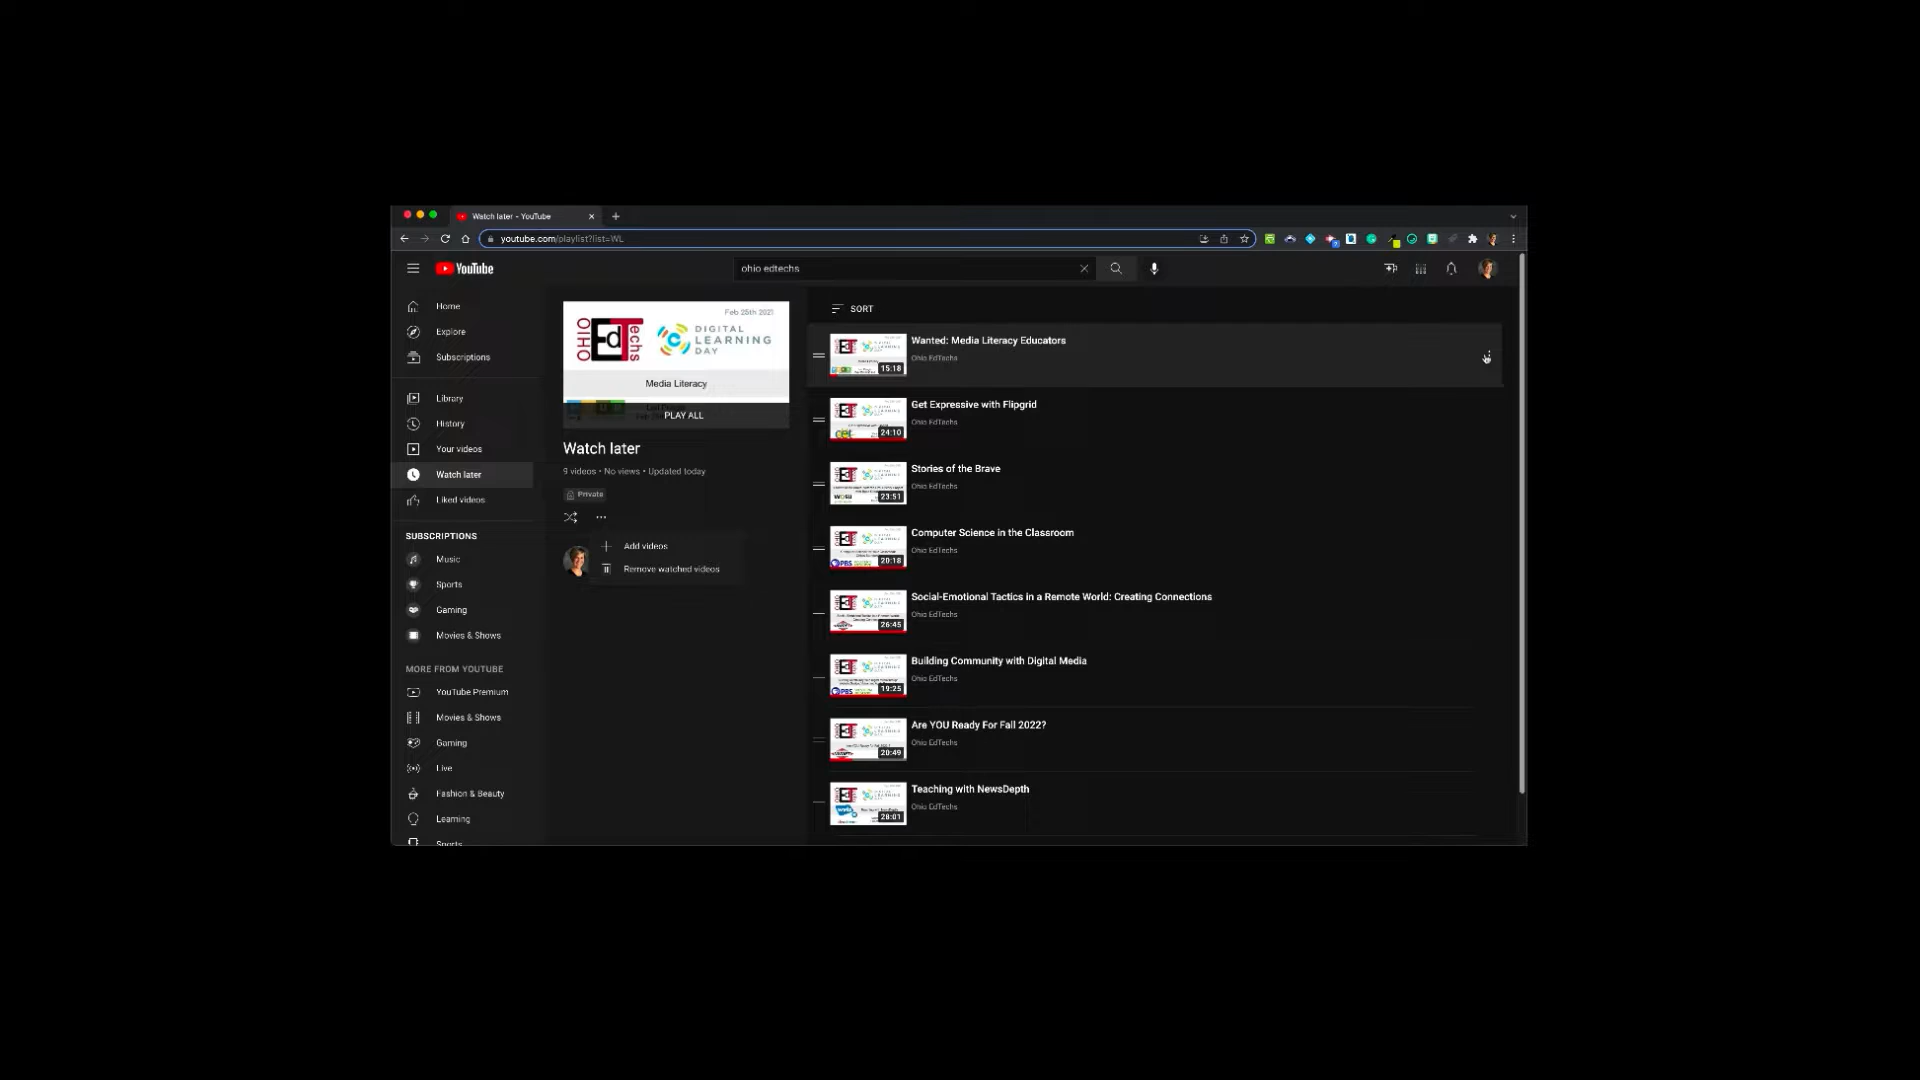 Watch later - YouTube
youtube.com/playlist?list=WL
YouTube
ohio edtechs
Home
Explore
Subscriptions
Library
History
Your videos
Watch later
Liked videos
SUBSCRIPTIONS
Music
Sports
Gaming
Movies & Shows
MORE FROM YOUTUBE
YouTube Premium
Movies & Shows
Gaming
Live
Fashion & Beauty
Learning
Sports
Feb 25th 2021
OHIO EdTechs
DIGITAL
LEARNING
DAY
Media Literacy
PLAY ALL
Watch later
9 videos • No views • Updated today
Private
Add videos
Remove watched videos
SORT
Wanted: Media Literacy Educators
Ohio EdTechs
15:18
Get Expressive with Flipgrid
Ohio EdTechs
24:10
Stories of the Brave
Ohio EdTechs
23:51
Computer Science in the Classroom
Ohio EdTechs
20:18
Social-Emotional Tactics in a Remote World: Creating Connections
Ohio EdTechs
26:45
Building Community with Digital Media
Ohio EdTechs
19:25
Are YOU Ready For Fall 2022?
Ohio EdTechs
20:49
Teaching with NewsDepth
Ohio EdTechs
28:01